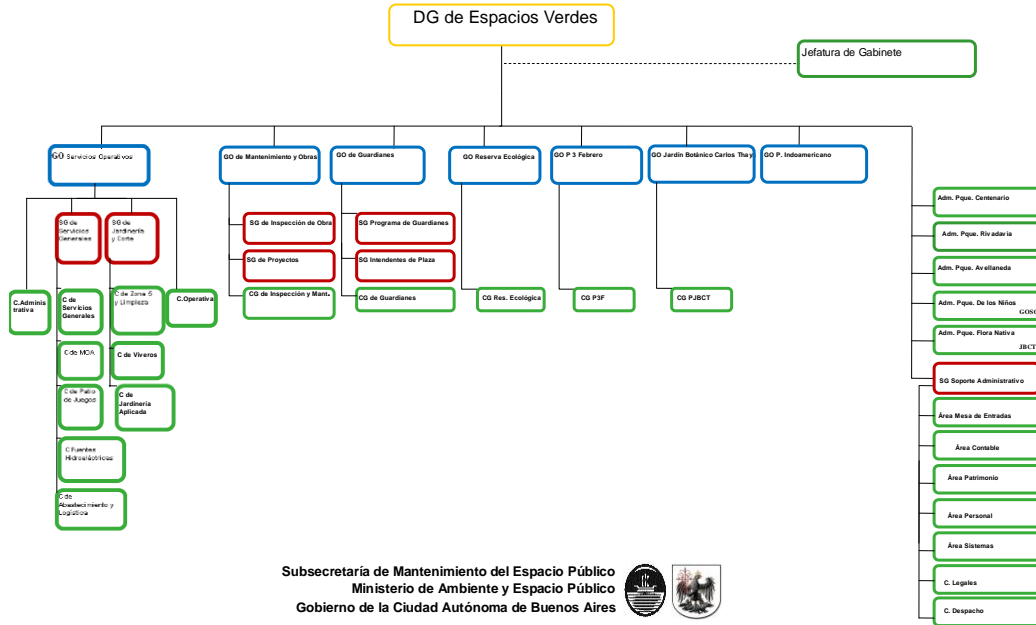 DG de Espacios Verdes
Jefatura de Gabinete
GO Servicios Operativos
GO de Mantenimiento y Obras
GO de Guardianes
GO Reserva Ecológica
GO P 3 Febrero
GO Jardín Botánico Carlos Thay
GO P. Indoamericano
SG de
Servicios
Generales
SG de
Jardinería
y Corte
C.Adminis
trativa
C de
Servicios
Generales
C de MOA
C de Patio
de Juegos
C Fuentes
Hidroeléctricas
C de
Abastecimiento y
Logística
C de Zona 5
y Limpieza
C de Viveros
C de
Jardinería
Aplicada
C.Operativa
SG de Inspección de Obra
SG de Proyectos
CG de Inspección y Mant.
SG Programa de Guardianes
SG Intendentes de Plaza
CG de Guardianes
CG Res. Ecológica
CG P3F
CG PJBCT
Adm. Pque. Centenario
Adm. Pque. Rivadavia
Adm. Pque. Avellaneda
Adm. Pque. De los Niños
GOSO
Adm. Pque. Flora Nativa
JBCT
SG Soporte Administrativo
Área Mesa de Entradas
Área Contable
Área Patrimonio
Área Personal
Área Sistemas
C. Legales
C. Despacho
Subsecretaría de Mantenimiento del Espacio Público
Ministerio de Ambiente y Espacio Público
Gobierno de la Ciudad Autónoma de Buenos Aires